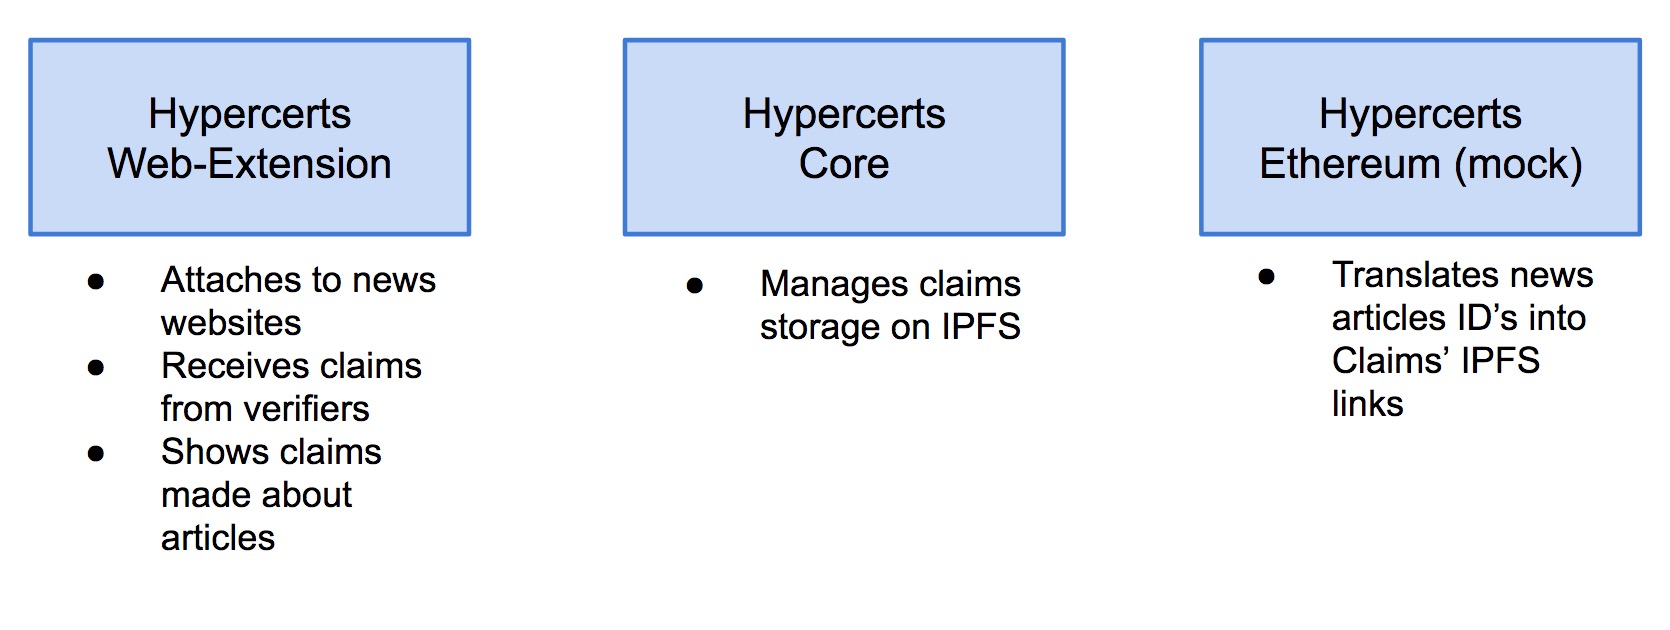 Hypercerts
Web-Extension
● Attaches to news
websites
● Receives claims
from verifiers
● Shows claims
made about
articles
Hypercerts
Core
● Manages claims
storage on IPFS
Hypercerts
Ethereum (mock)
● Translates news
articles ID’s into
Claims’ IPFS
links